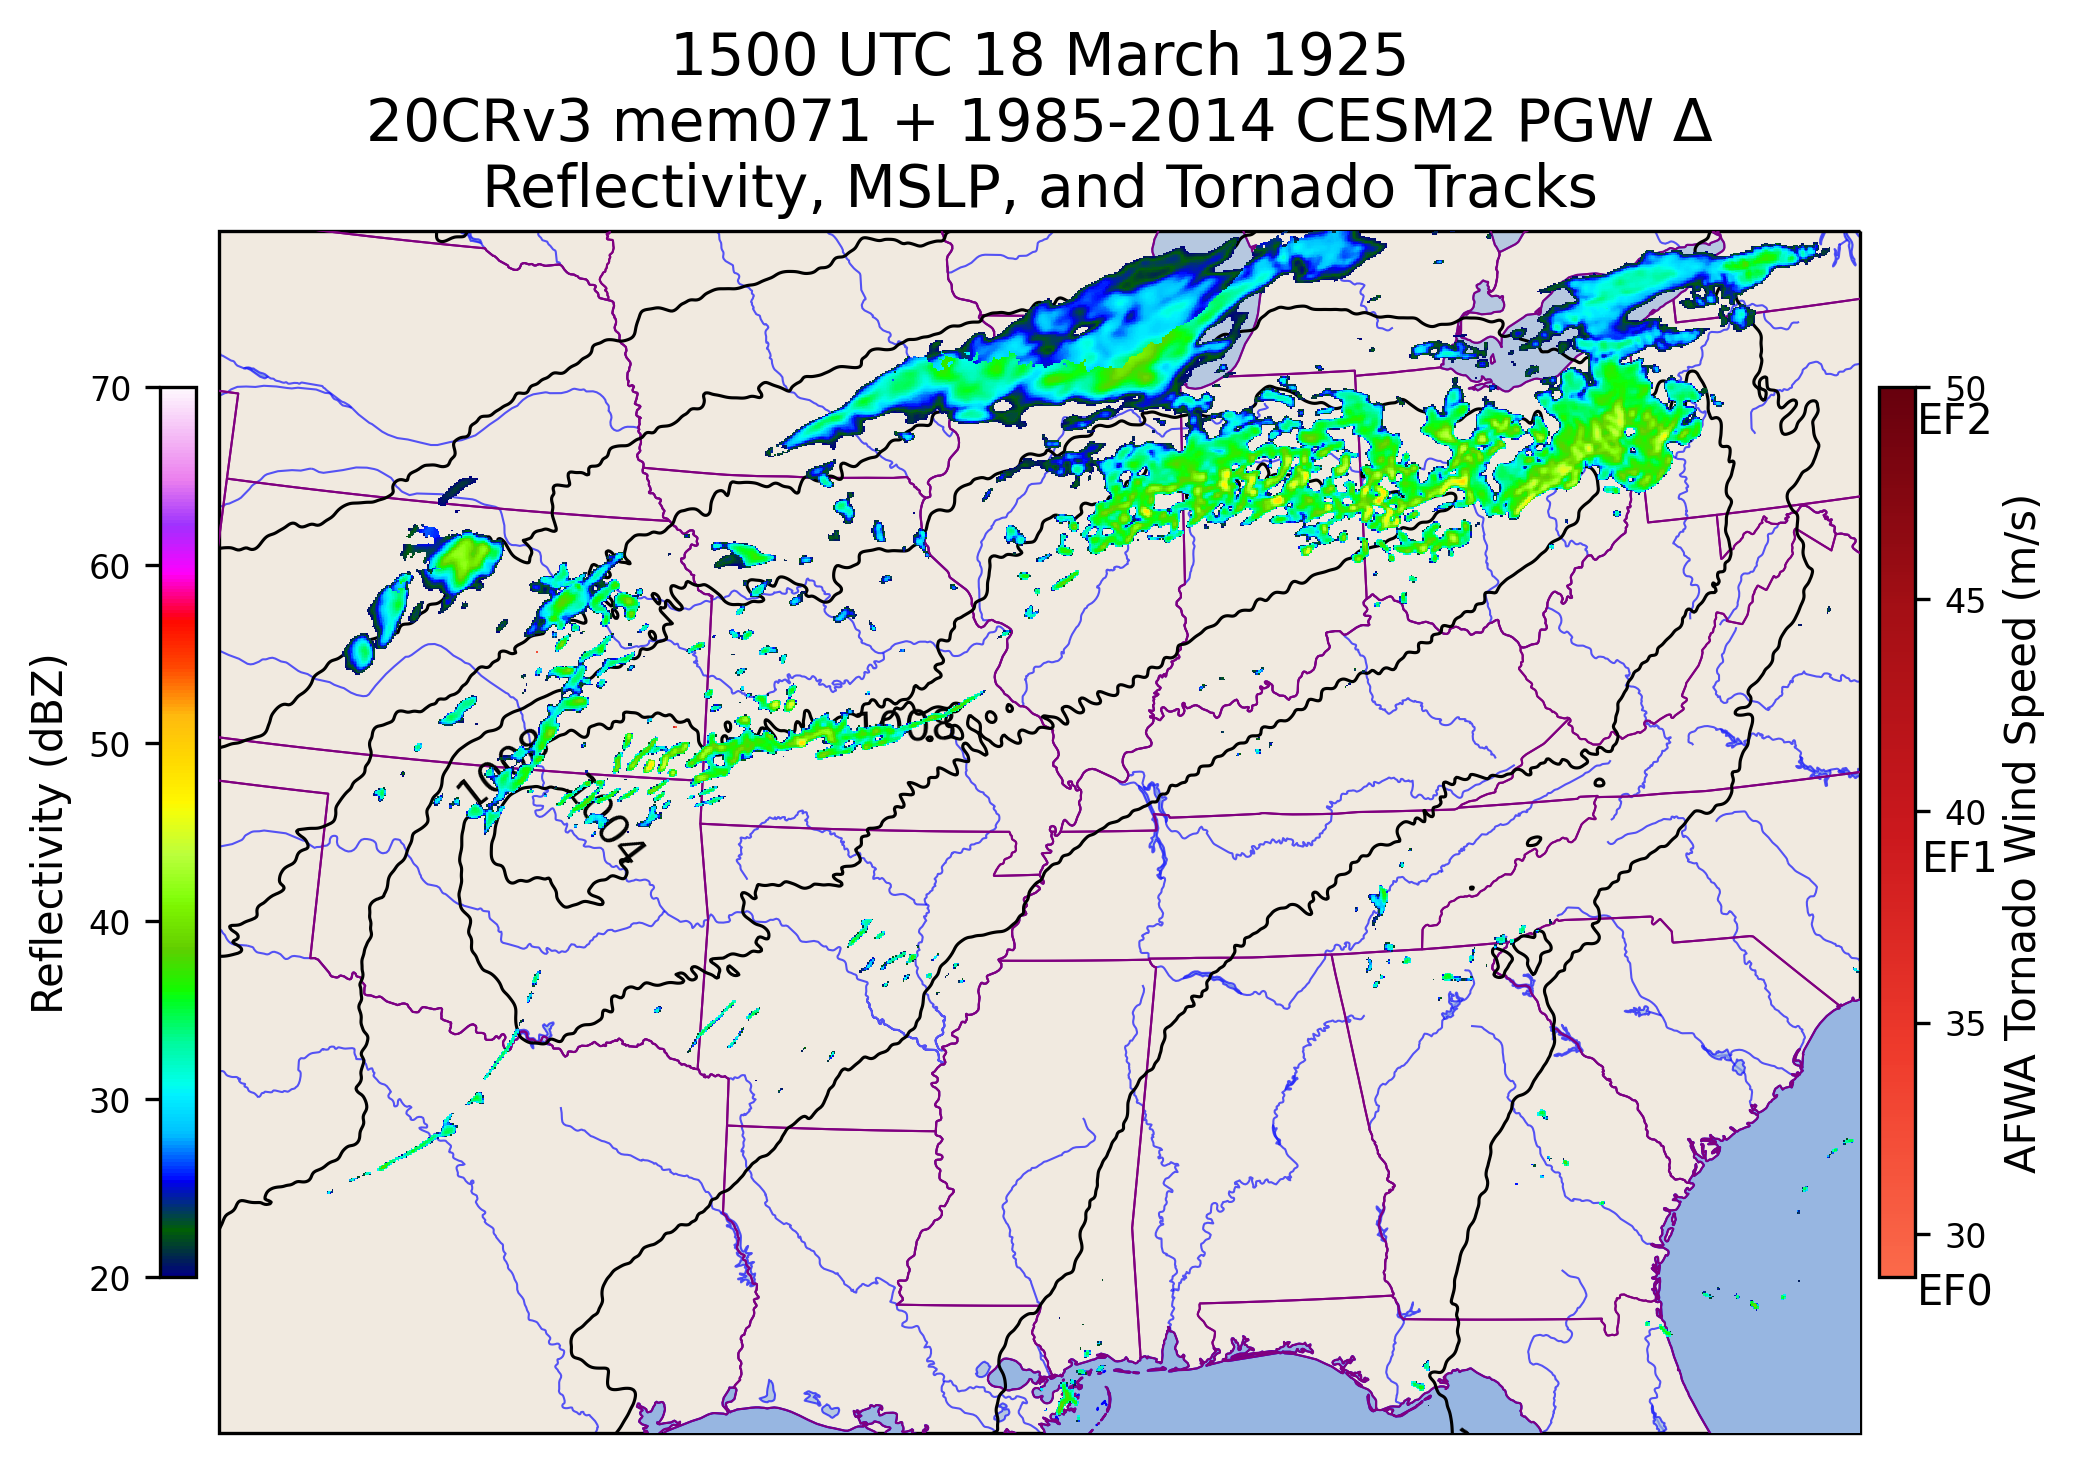 1500 UTC 18 March 1925
20CRv3 mem071 + 1985-2014 CESM2 PGW Δ
Reflectivity, MSLP, and Tornado Tracks
70
60
50
40
30
20
Reflectivity (dBZ)
1008
1004
1008
50
EF2
45
40
EF1
35
30
EF0
AFWA Tornado Wind Speed (m/s)